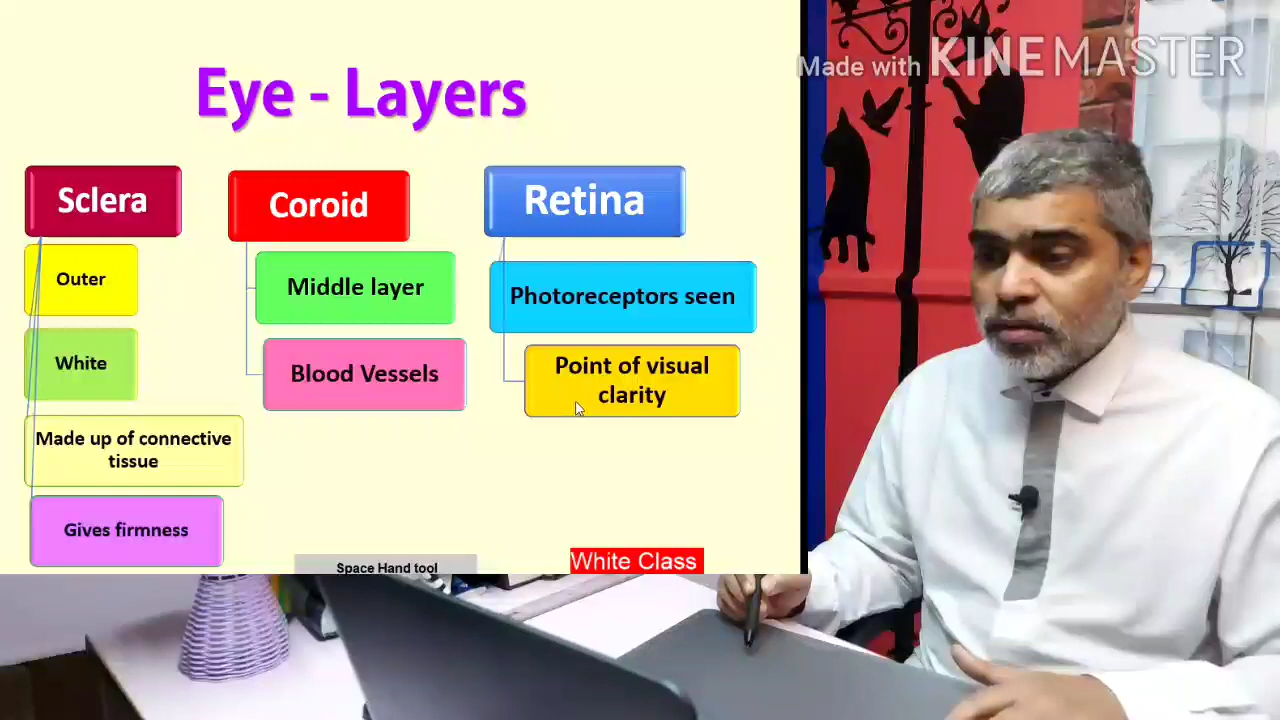 Made with KINEMASTER
Eye - Layers
Sclera
Outer
White
Made up of connective
tissue
Gives firmness
Coroid
Middle layer
Blood Vessels
Retina
Photoreceptors seen
Point of visual
clarity
Space Hand tool
White Class